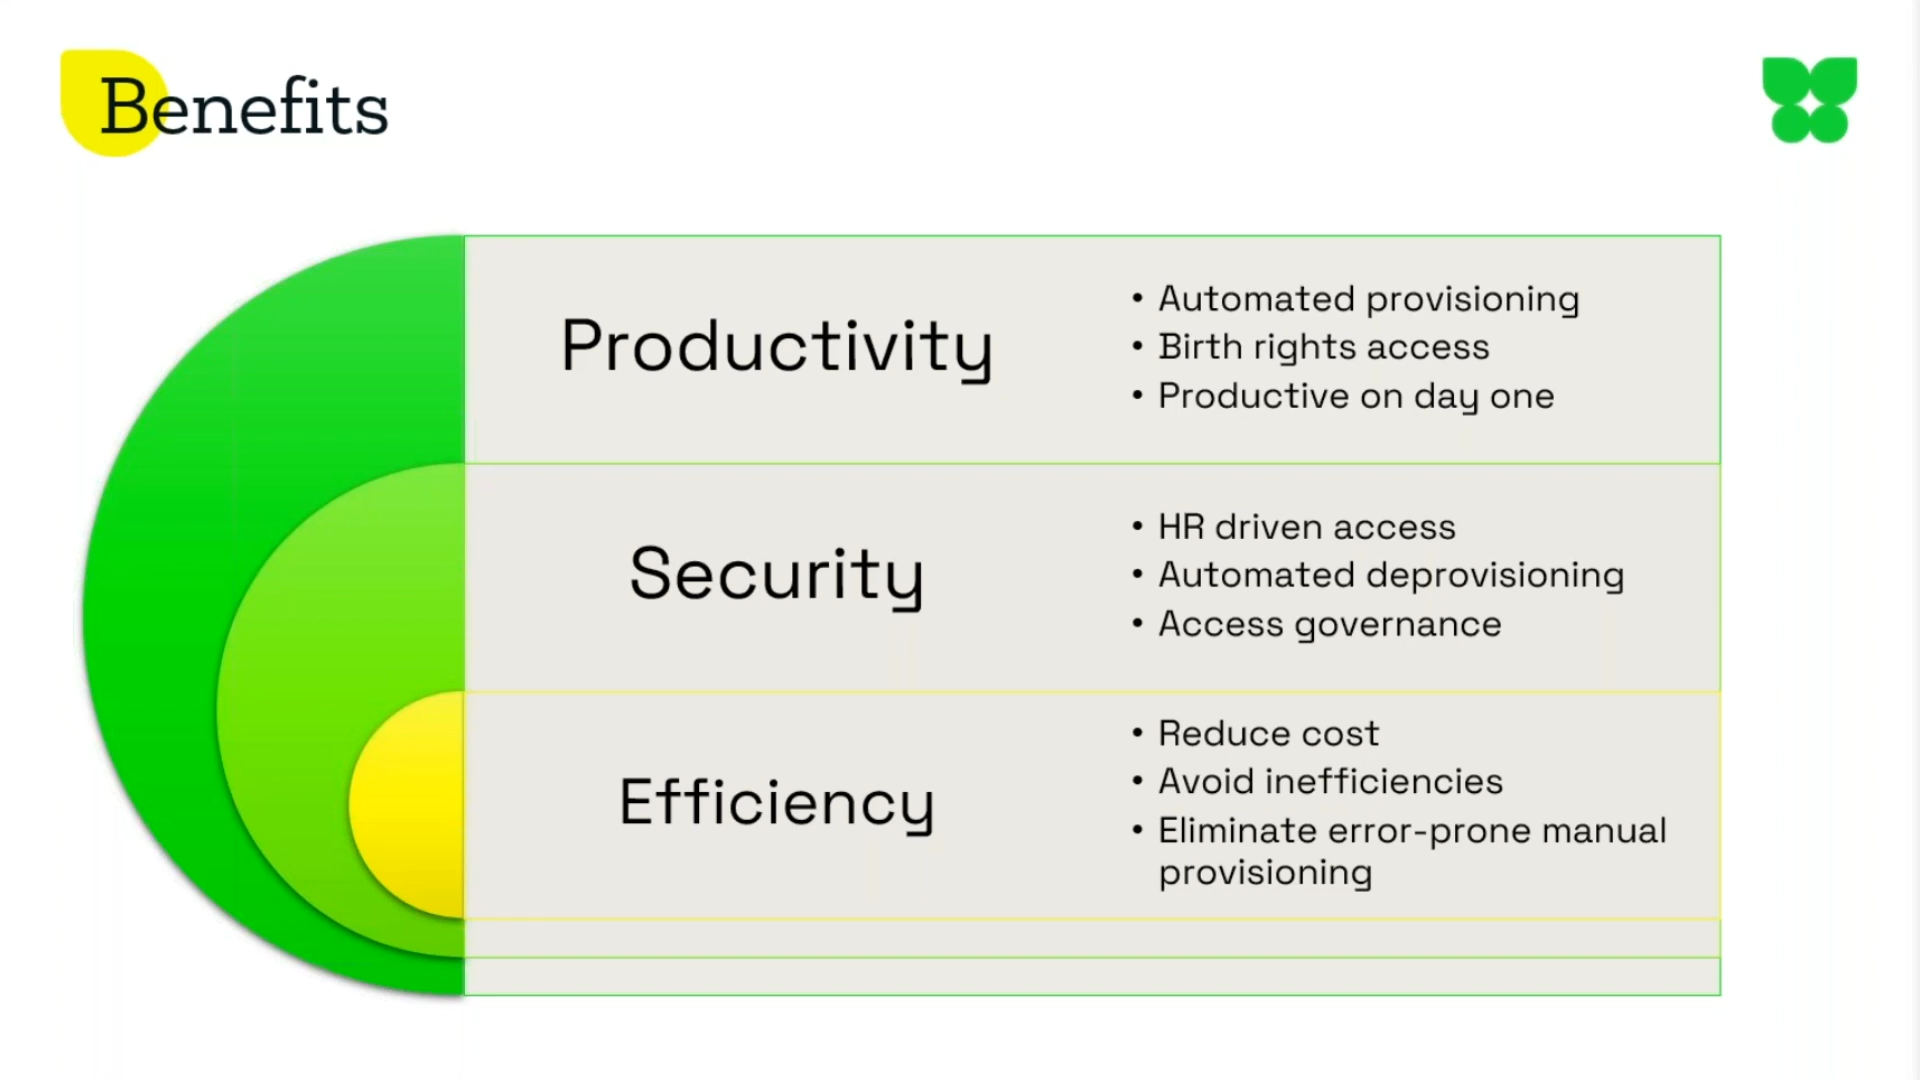 Benefits
Productivity
• Automated provisioning
• Birth rights access
• Productive on day one
Security
• HR driven access
• Automated deprovisioning
• Access governance
Efficiency
• Reduce cost
• Avoid inefficiencies
• Eliminate error-prone manual
provisioning